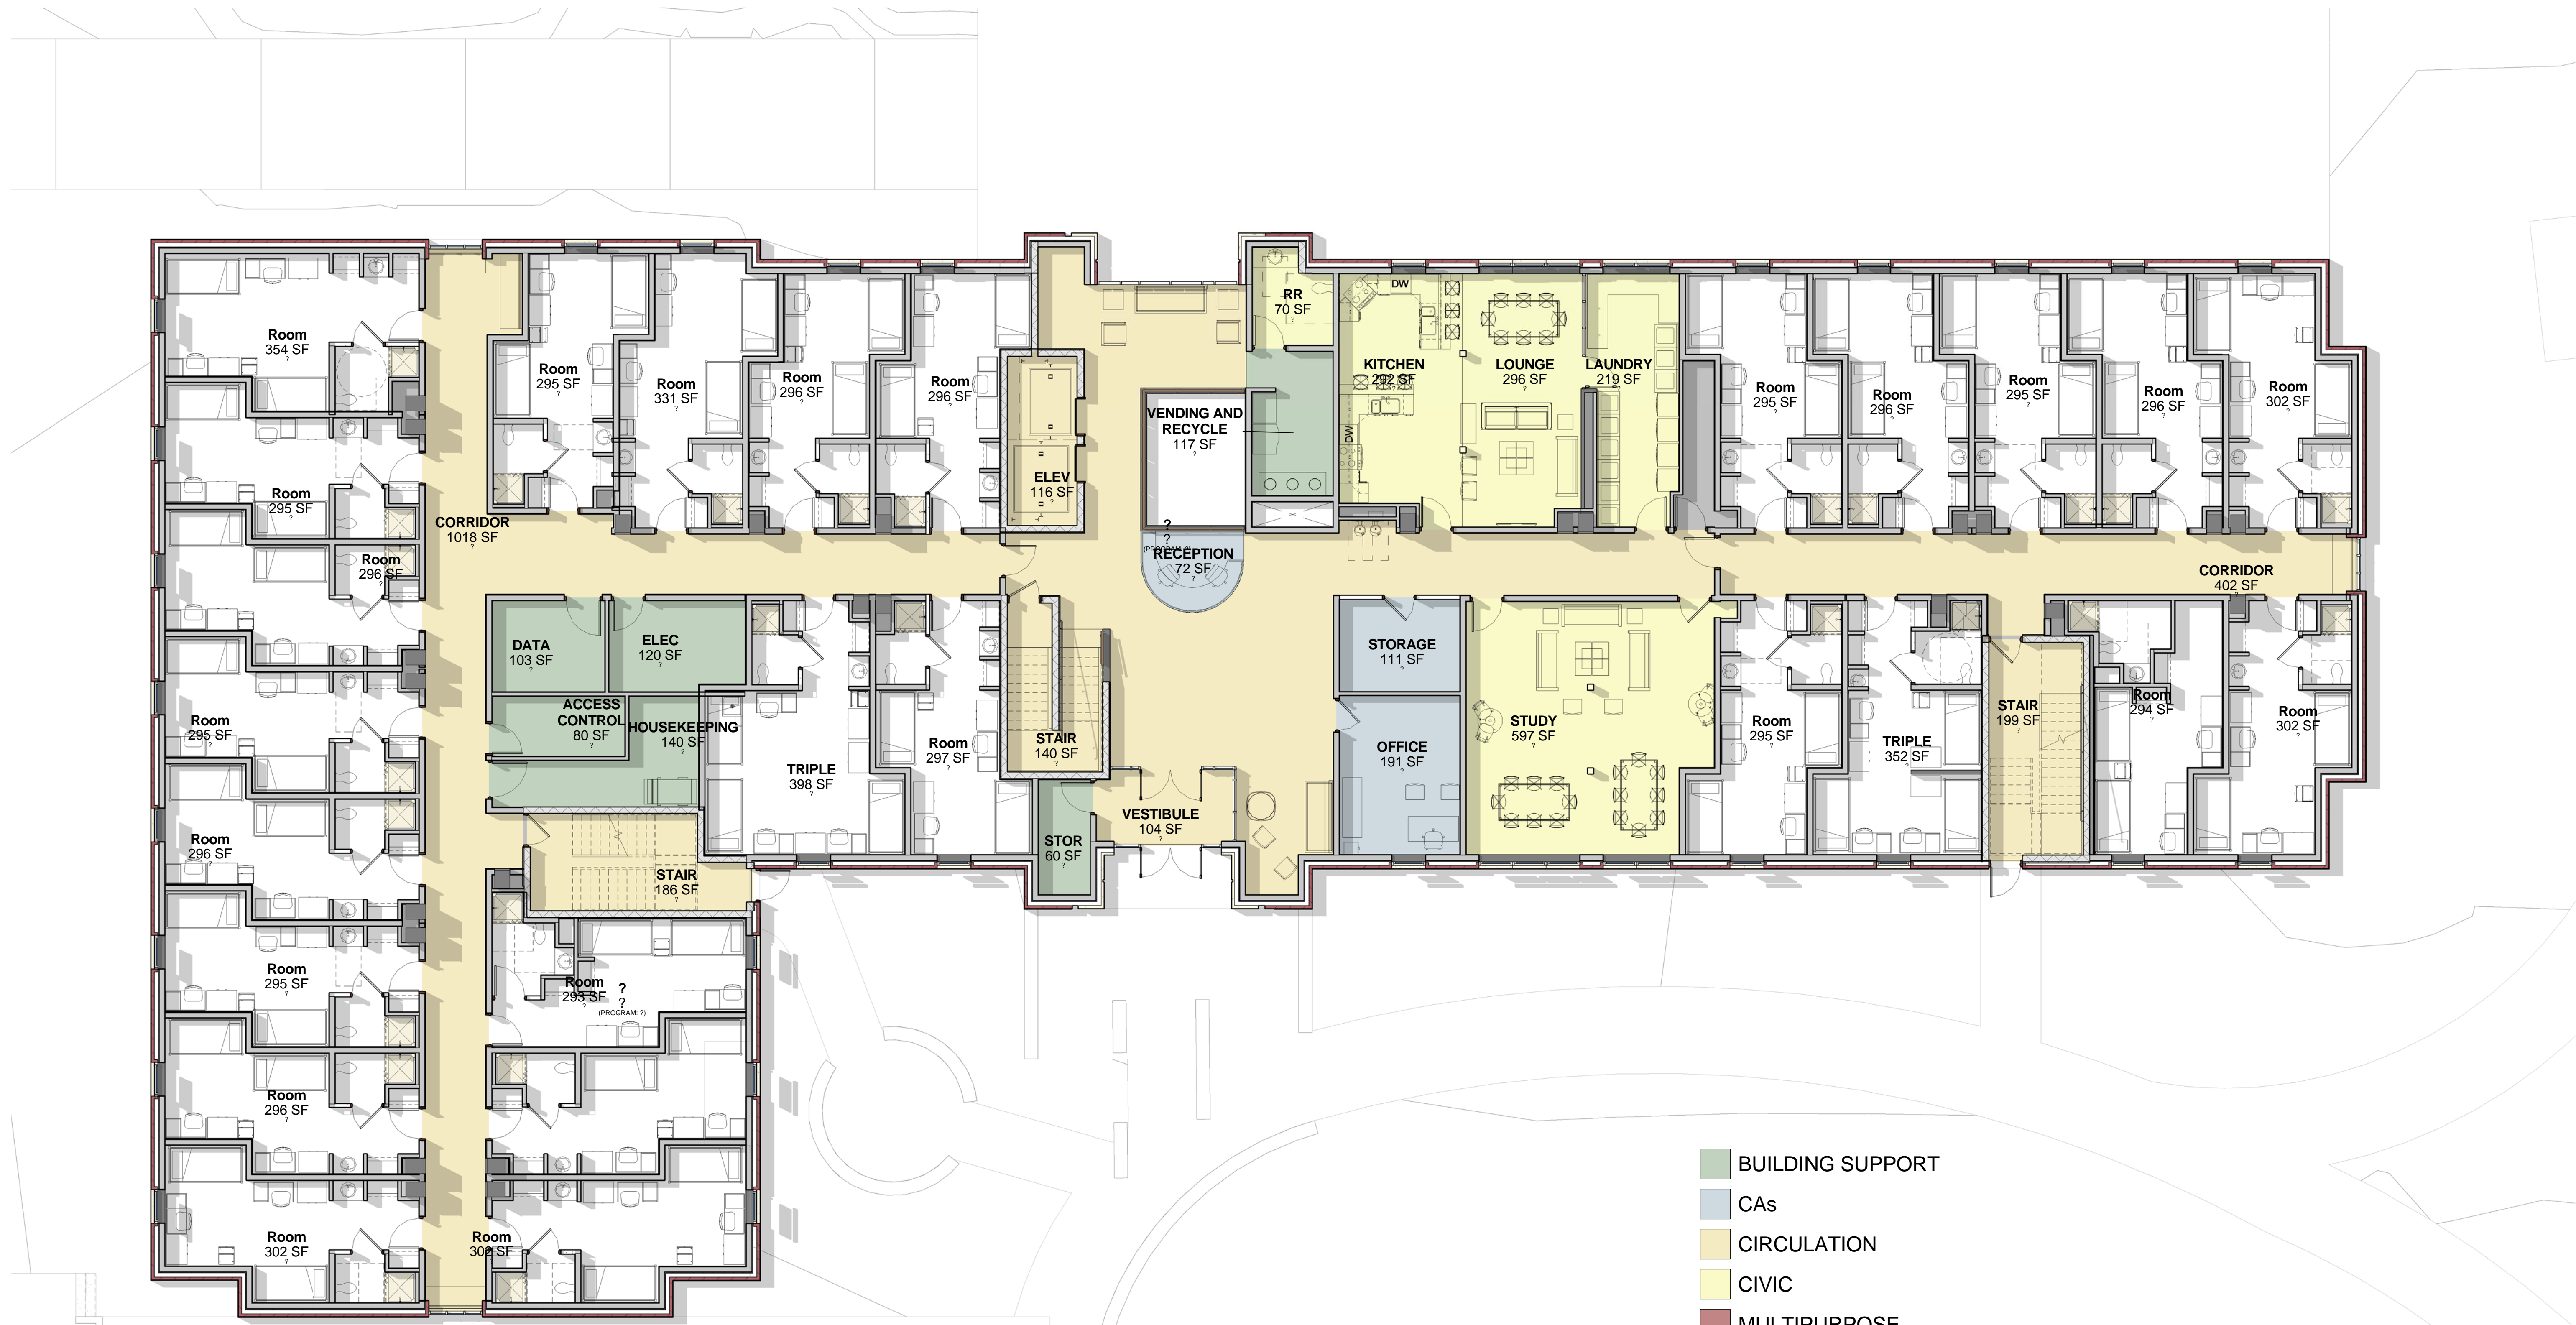 Room
354 SF
?
Room
295 SF
?
Room
331 SF
?
Room
296 SF
?
Room
296 SF
?
RR
70 SF
?
DW
KITCHEN
292 SF
DW
LOUNGE
296 SF
?
LAUNDRY
219 SF
?
Room
295 SF
?
Room
296 SF
?
Room
295 SF
?
Room
296 SF
?
Room
302 SF
?
VENDING AND
RECYCLE
117 SF
?
ELEV
116 SF
?
Room
295 SF
?
CORRIDOR
1018 SF
?
Room
296 SF
?
?
RECEPTION
72 SF
?
CORRIDOR
402 SF
?
DATA
103 SF
?
ELEC
120 SF
?
STORAGE
111 SF
?
Room
295 SF
?
ACCESS
CONTROL
80 SF
?
HOUSEKEEPING
140 SF
?
TRIPLE
398 SF
?
Room
297 SF
?
STAIR
140 SF
?
OFFICE
191 SF
?
STUDY
597 SF
?
Room
295 SF
?
TRIPLE
352 SF
?
STAIR
199 SF
?
Room
294 SF
?
Room
302 SF
?
Room
296 SF
?
STAIR
186 SF
?
STOR
60 SF
?
VESTIBULE
104 SF
?
Room
295 SF
?
Room
293 SF
?
?
?
(PROGRAM: ?)
Room
296 SF
?
Room
302 SF
?
Room
302 SF
?
BUILDING SUPPORT
CAs
CIRCULATION
CIVIC
MULTIPURPOSE